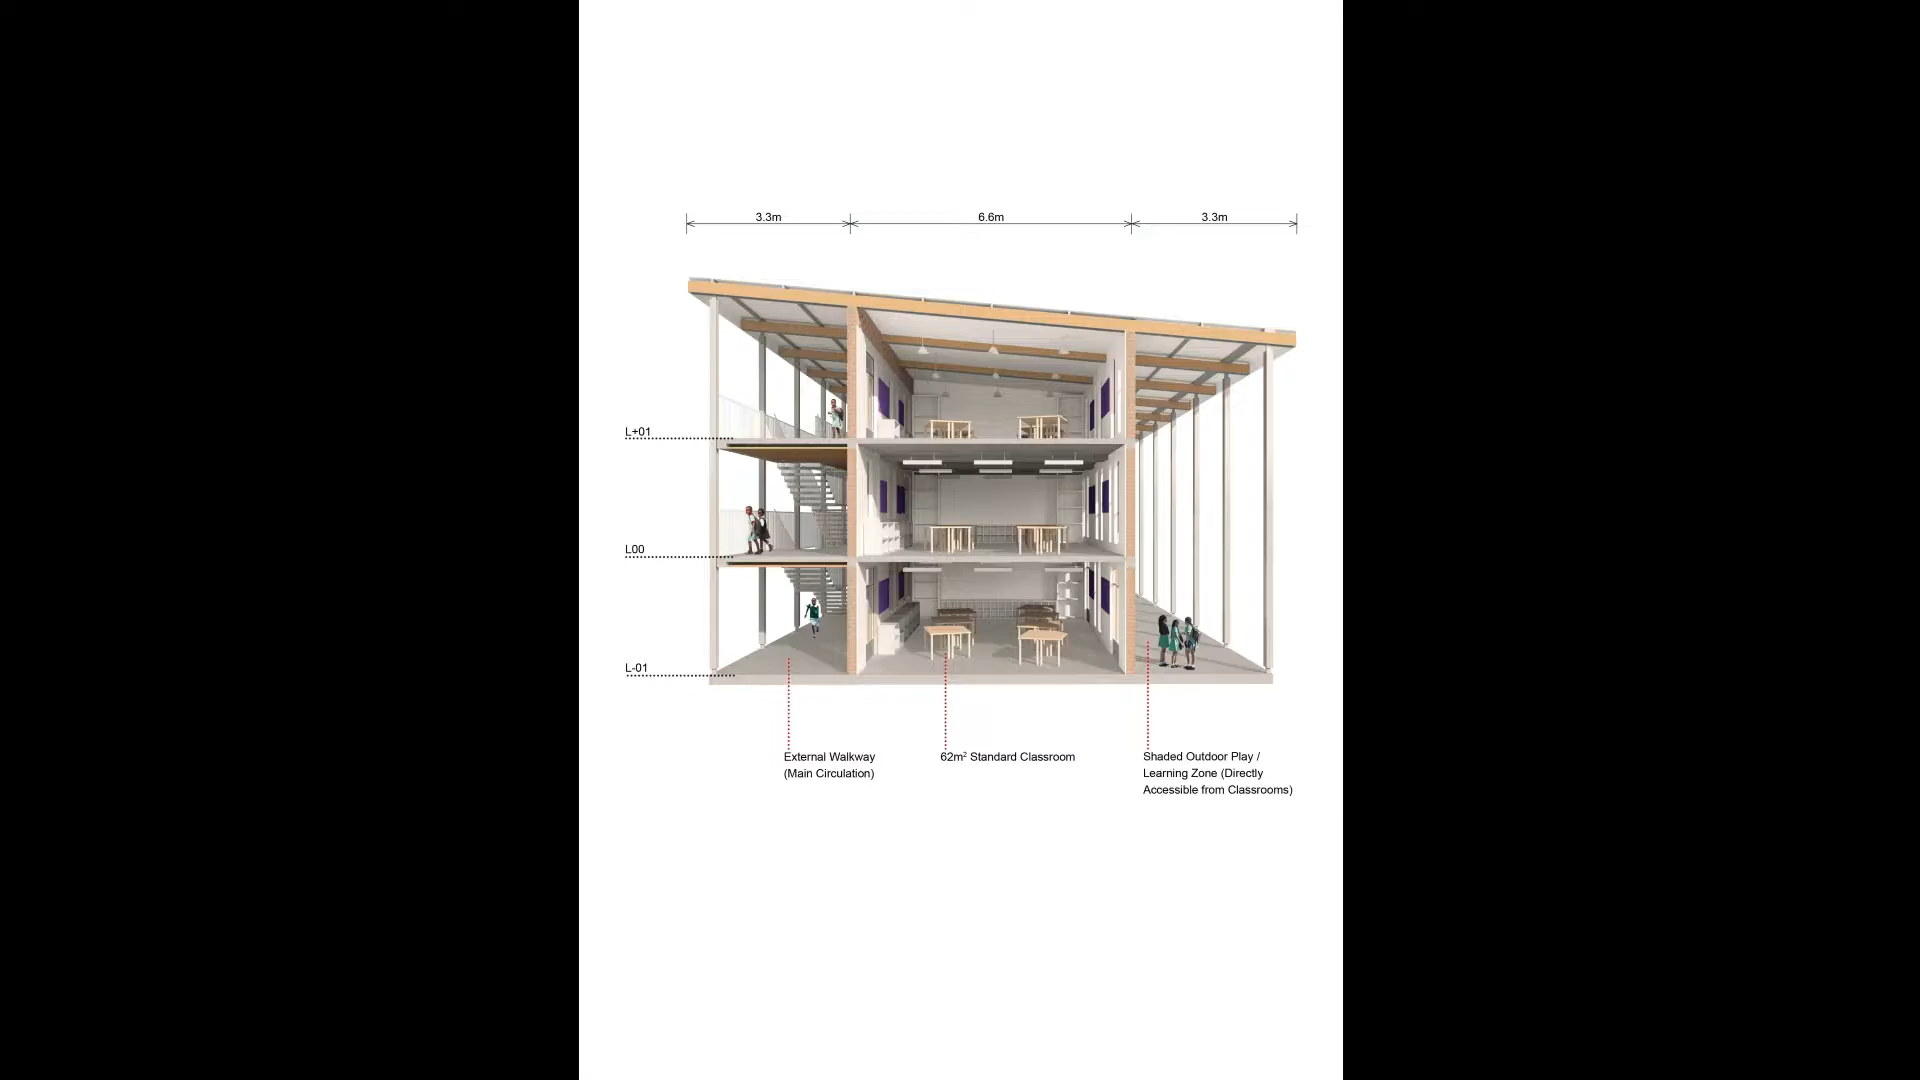 3.3m 6.6m 3.3m
L+01
L00
L-01
External Walkway
(Main Circulation)
62m² Standard Classroom
Shaded Outdoor Play /
Learning Zone (Directly
Accessible from Classrooms)